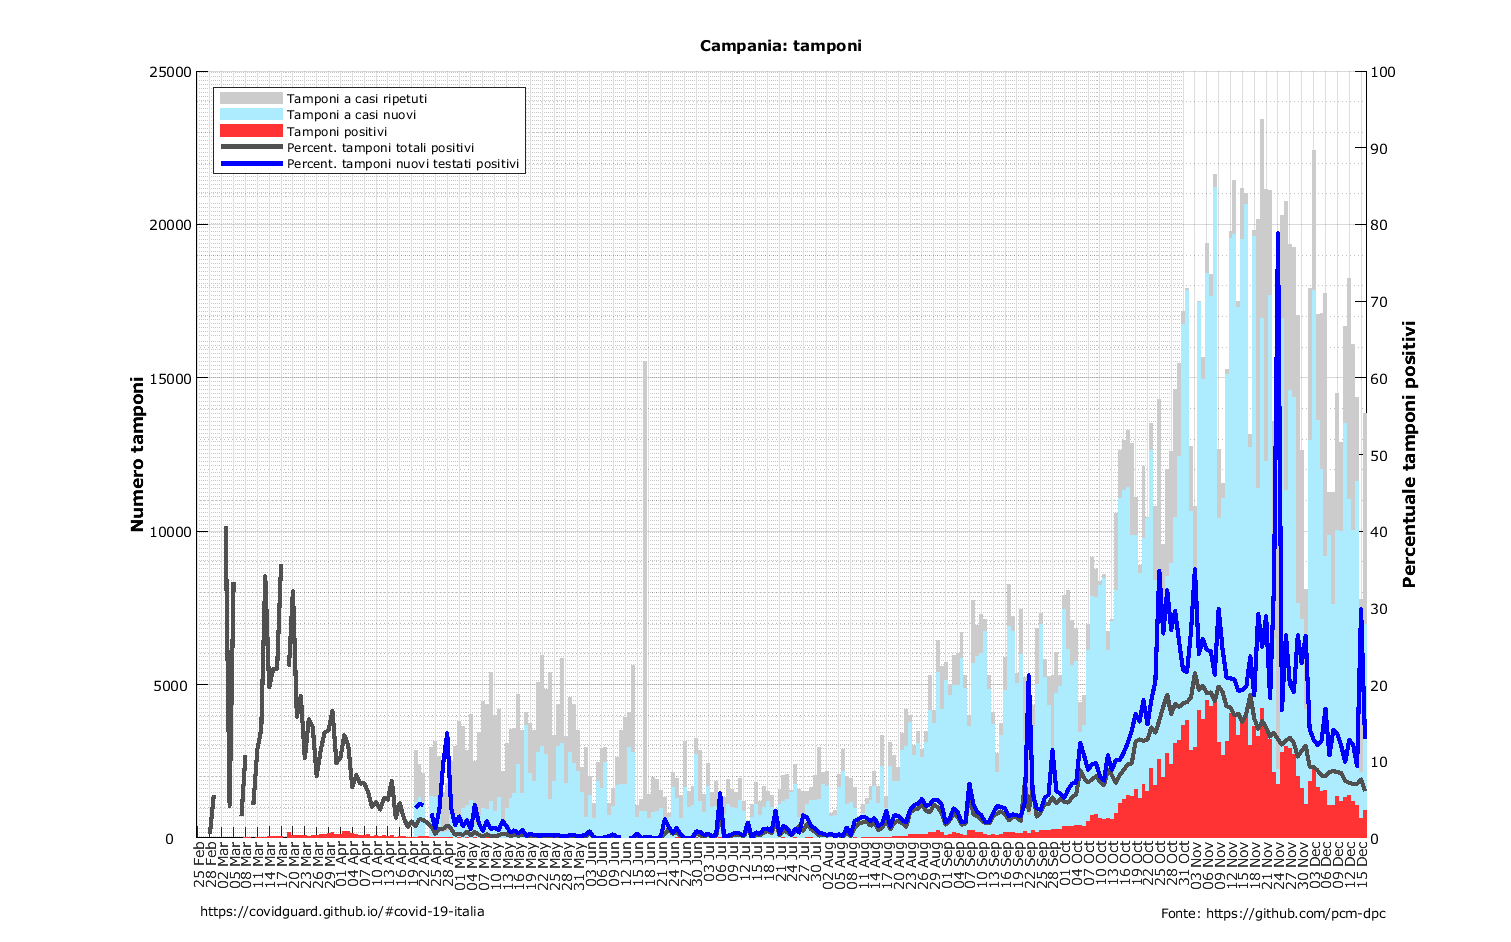 Campania: tamponi
25000
20000
15000
10000
5000
0
Numero tamponi
Tamponi a casi ripetuti
Tamponi a casi nuovi
Tamponi positivi
Percent. tamponi totali positivi
Percent. tamponi nuovi testati positivi
100
90
80
70
60
50
40
30
20
10
0
Percentuale tamponi positivi
25 Feb
28 Feb
02 Mar
05 Mar
08 Mar
11 Mar
14 Mar
17 Mar
20 Mar
23 Mar
26 Mar
29 Mar
01 Apr
04 Apr
07 Apr
10 Apr
13 Apr
16 Apr
19 Apr
22 Apr
25 Apr
28 Apr
01 May
04 May
07 May
10 May
13 May
16 May
19 May
22 May
25 May
28 May
31 May
03 Jun
06 Jun
09 Jun
12 Jun
15 Jun
18 Jun
21 Jun
24 Jun
27 Jun
30 Jun
03 Jul
06 Jul
09 Jul
12 Jul
15 Jul
18 Jul
21 Jul
24 Jul
27 Jul
30 Jul
02 Aug
05 Aug
08 Aug
11 Aug
14 Aug
17 Aug
20 Aug
23 Aug
26 Aug
29 Aug
01 Sep
04 Sep
07 Sep
10 Sep
13 Sep
16 Sep
19 Sep
22 Sep
25 Sep
28 Sep
01 Oct
04 Oct
07 Oct
10 Oct
13 Oct
16 Oct
19 Oct
22 Oct
25 Oct
28 Oct
31 Oct
03 Nov
06 Nov
09 Nov
12 Nov
15 Nov
18 Nov
21 Nov
24 Nov
27 Nov
30 Nov
03 Dec
06 Dec
09 Dec
12 Dec
15 Dec
https://covidguard.github.io/#covid-19-italia
Fonte: https://github.com/pcm-dpc